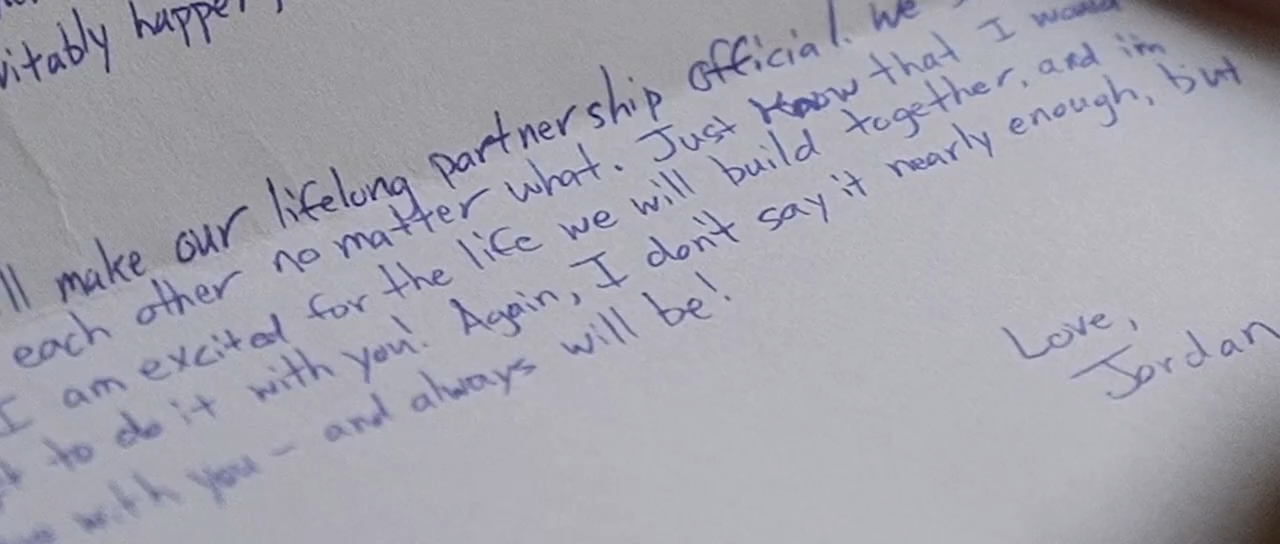 vitably happen,
ll make our lifelong partnership official. We
each other no matter what. Just know that I would
I am excited for the life we will build together, and i'm
to do it with you! Again, I don't say it nearly enough, but
with you - and always will be!
Love,
Jordan